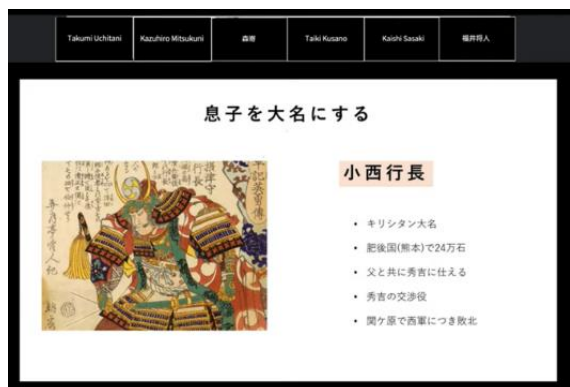 Takumi Uchitani
Kazuhiro Mitsukuni
Taiki Kusano
Kaishi Sasaki
福井将人
息子を大名にする
小西行長
• キリシタン大名
• 肥後国(熊本)で24万石
• 父と共に秀吉に仕える
• 秀吉の交渉役
• 関ケ原で西軍につき敗北